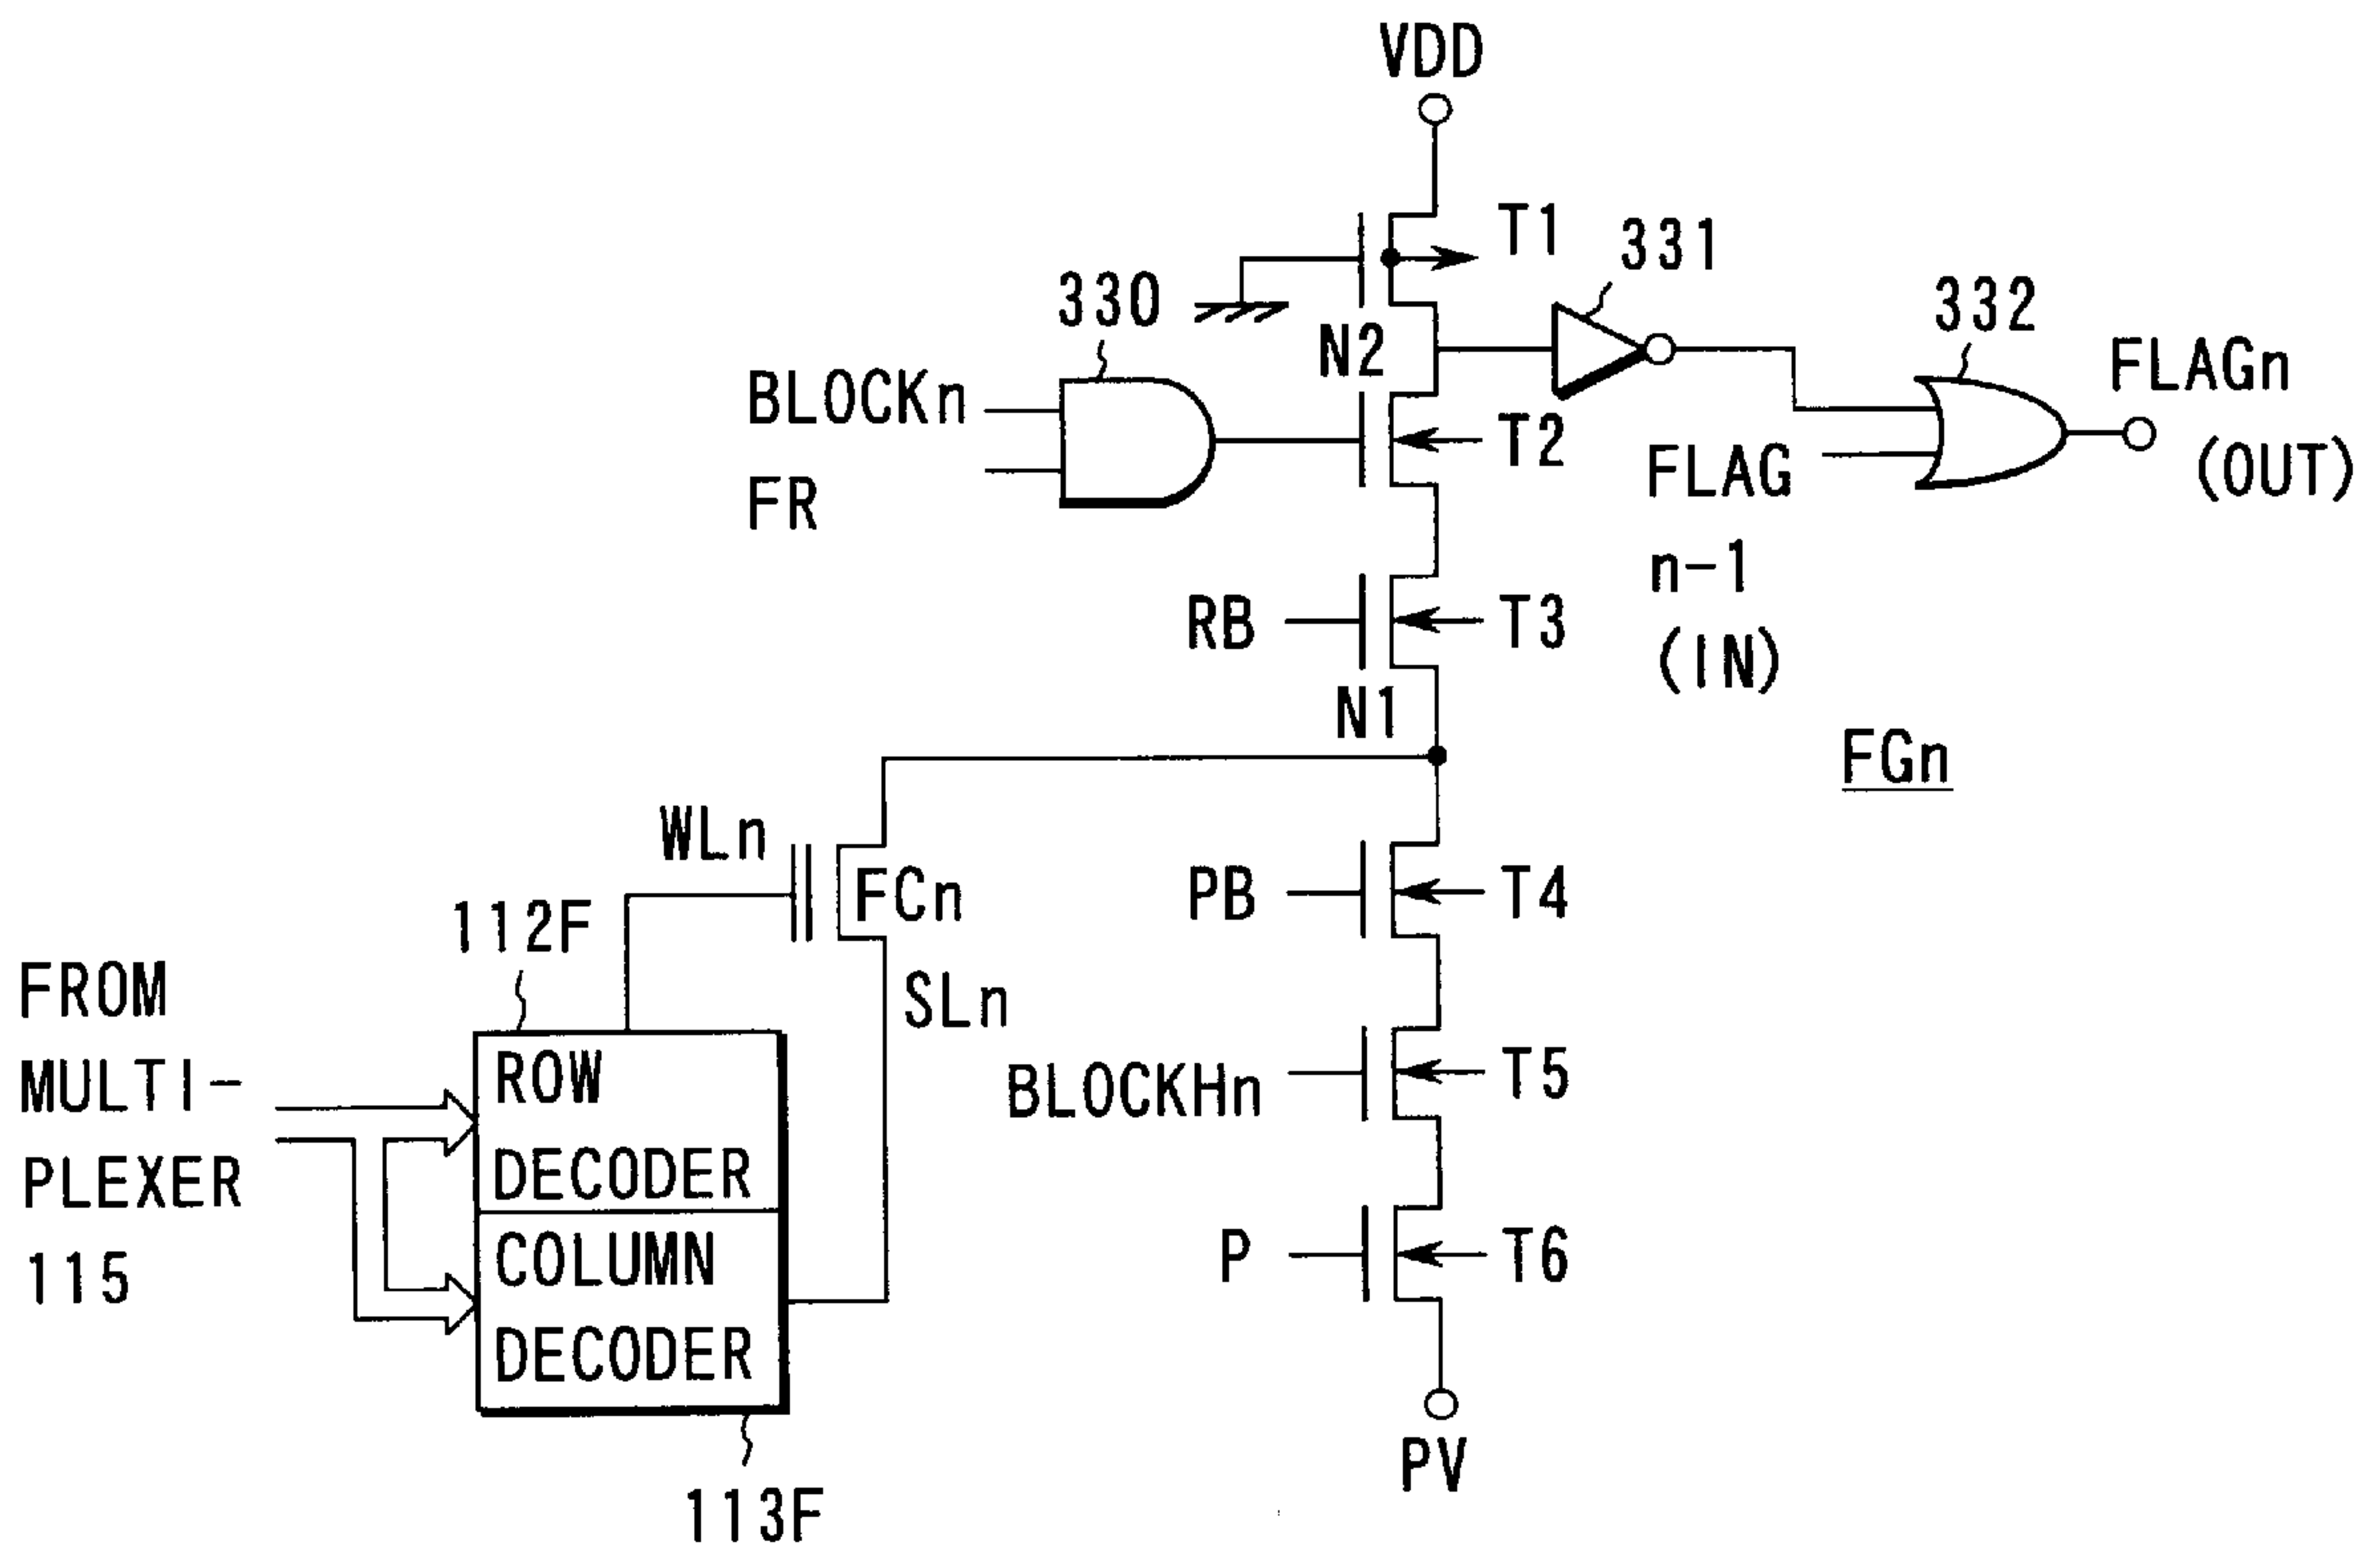 VDD
T1
331
330
332
N2
FLAGn
BLOCKn
T2
FLAG
(OUT)
FR
n-1
RB
T3
(IN)
N1
FGn
WLn
FCn
PB
T4
112F
FROM
SLn
MULTI-
ROW
BLOCKHn
T5
PLEXER
DECODER
115
COLUMN
P
T6
DECODER
PV
113F